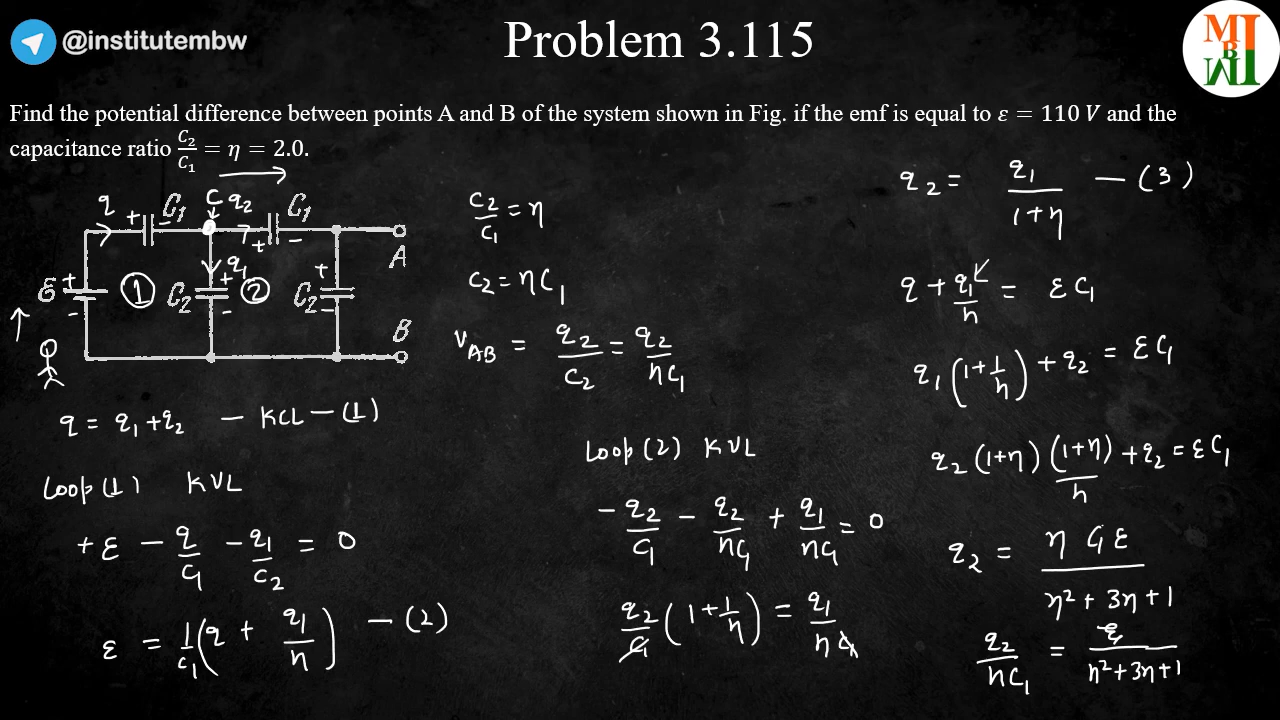 @institutembw
Problem 3.115
M I
B
I W
Find the potential difference between points A and B of the system shown in Fig. if the emf is equal to ε = 110 V and the
capacitance ratio C₂/C₁ = η = 2.0.
q + C₁ - C q₂ C₁
+ -
A
ε + - ① C₂ q₁ + - ② C₂ + -
B
q = q₁ + q₂ — KCL — (1)
Loop (1) KVL
+ ε - q/C₁ - q₁/C₂ = 0
ε = 1/C₁ (q + q₁/η) — (2)
C₂/C₁ = η
C₂ = ηC₁
V_AB = q₂/C₂ = q₂/ηC₁
Loop (2) KVL
- q₂/C₁ - q₂/ηC₁ + q₁/ηC₁ = 0
q₂/C₁ (1 + 1/η) = q₁/ηC₁
q₂ = q₁/1+η — (3)
q + q₁/η = εC₁
q₁ (1 + 1/η) + q₂ = εC₁
q₂ (1+η) (1+η)/η + q₂ = εC₁
q₂ = η C₁ ε / η² + 3η + 1
q₂/ηC₁ = ε / η² + 3η + 1